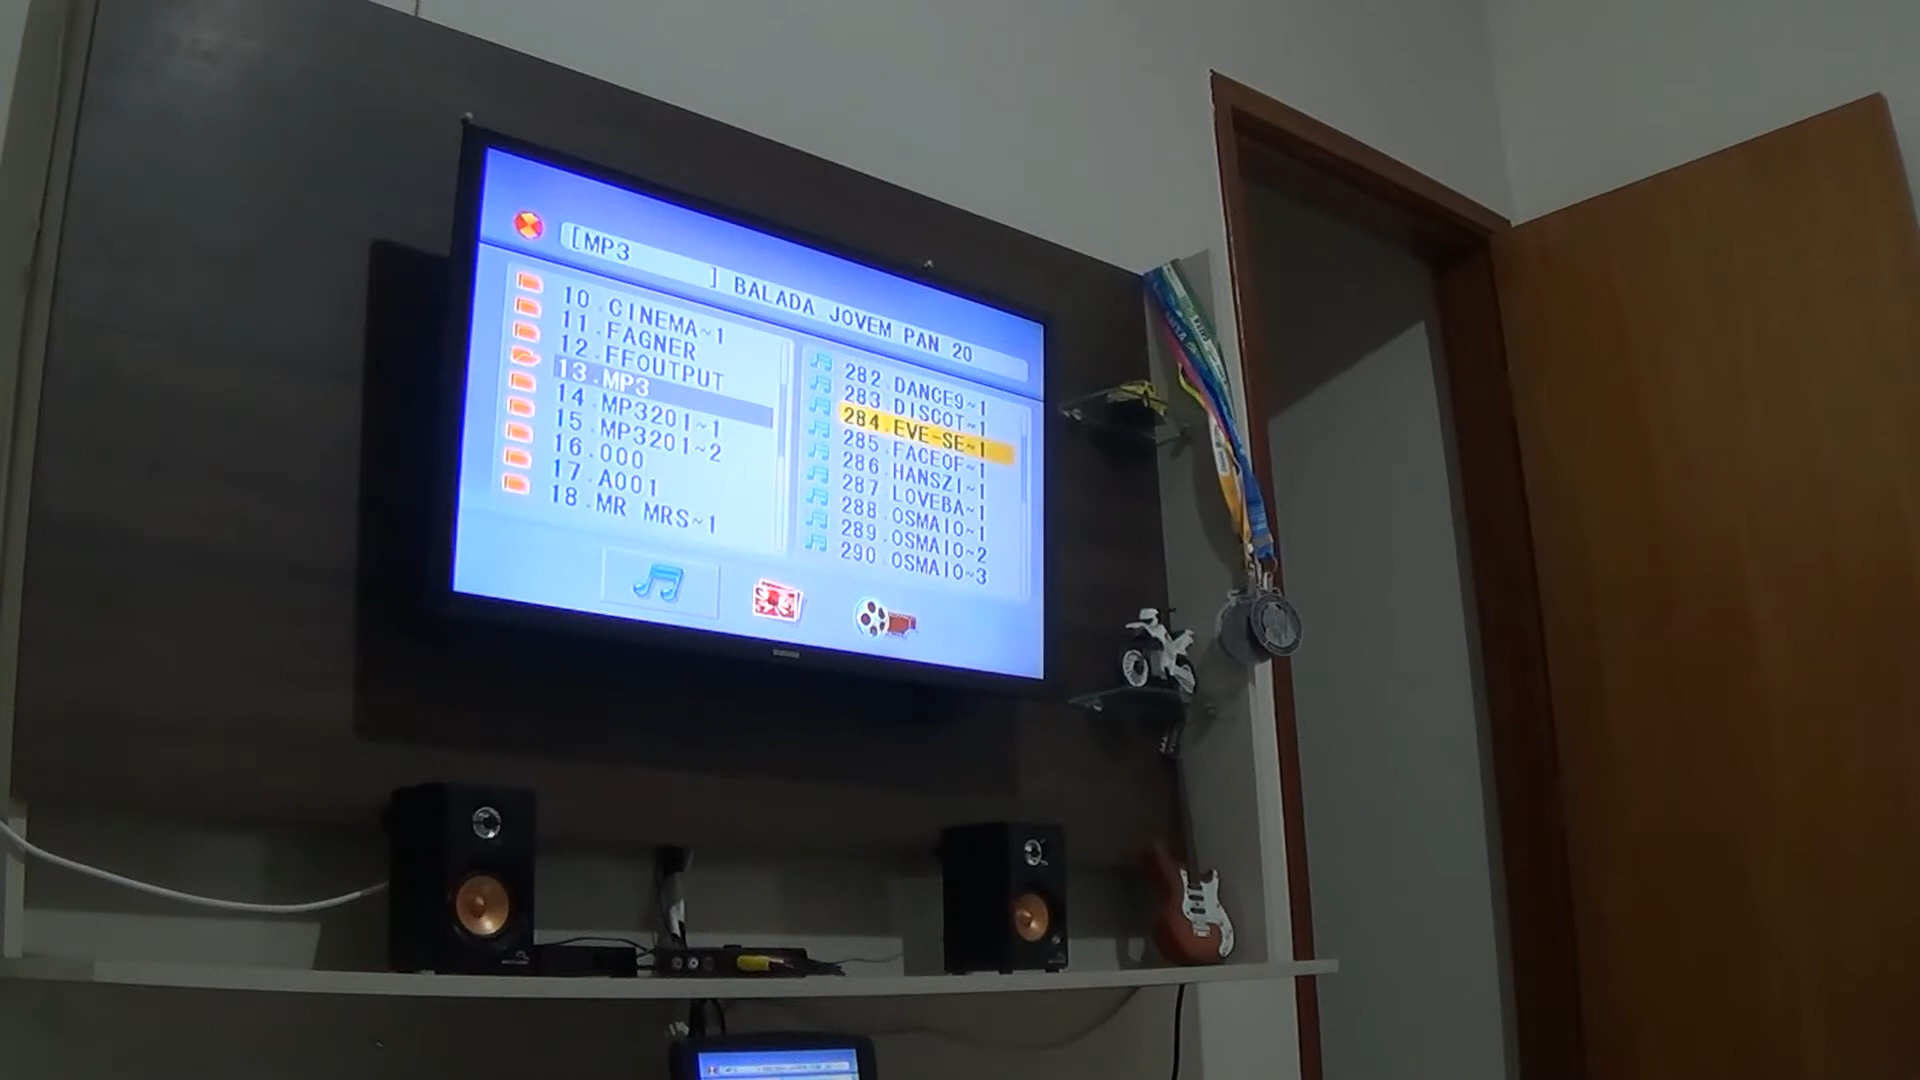 [MP3 ] BALADA JOVEM PAN 20
10.CINEMA~1
11.FAGNER
12.FFOUTPUT
13.MP3
14.MP3201~1
15.MP3201~2
16.000
17.A001
18.MR MRS~1
282.DANCE9~1
283.DISCOT~1
284.EVE-SE~1
285.FACEOF~1
286.HANSZI~1
287.LOVEBA~1
288.OSMAIO~1
289.OSMAIO~2
290.OSMAIO~3